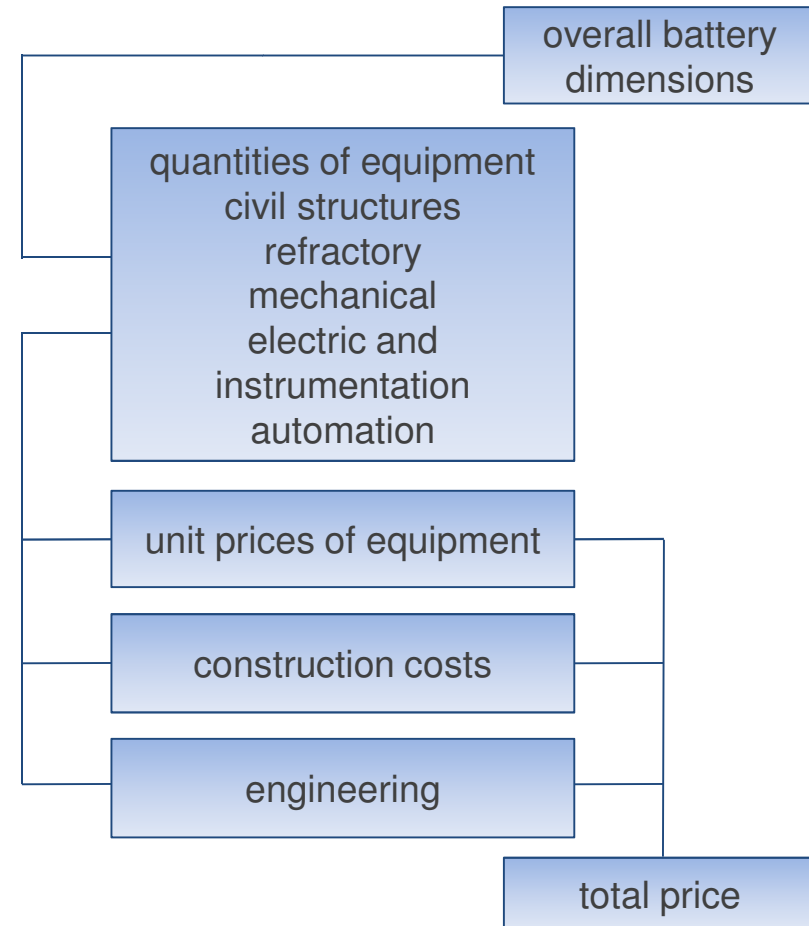 overall battery
dimensions
quantities of equipment
civil structures
refractory
mechanical
electric and
instrumentation
automation
unit prices of equipment
construction costs
engineering
total price